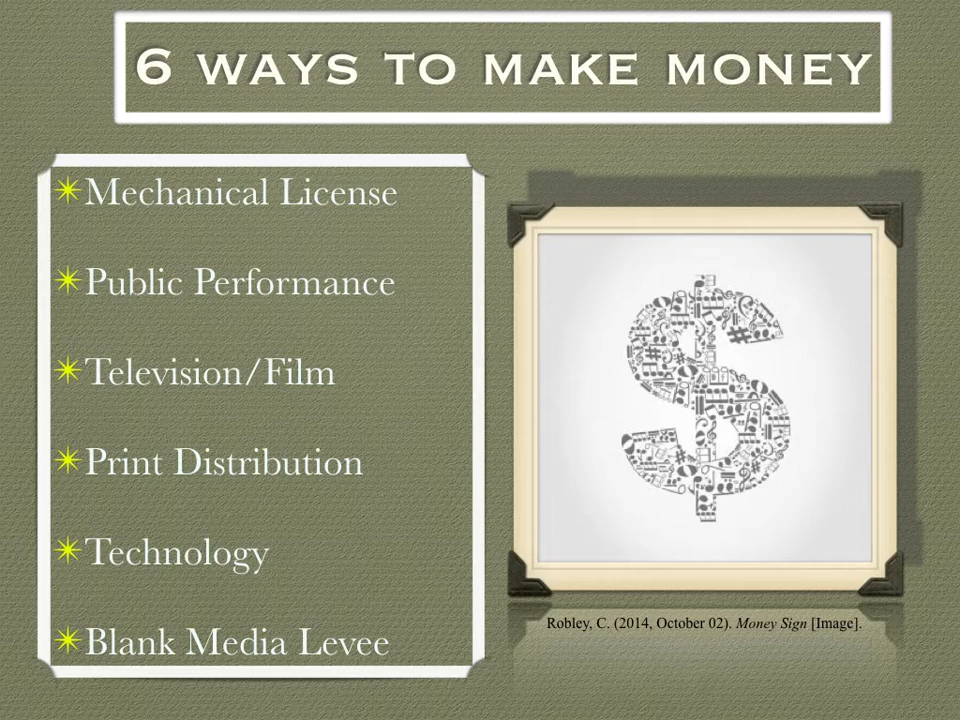 6 WAYS TO MAKE MONEY
Mechanical License
Public Performance
Television/Film
Print Distribution
Technology
Blank Media Levee
Robley, C. (2014, October 02). Money Sign [Image].